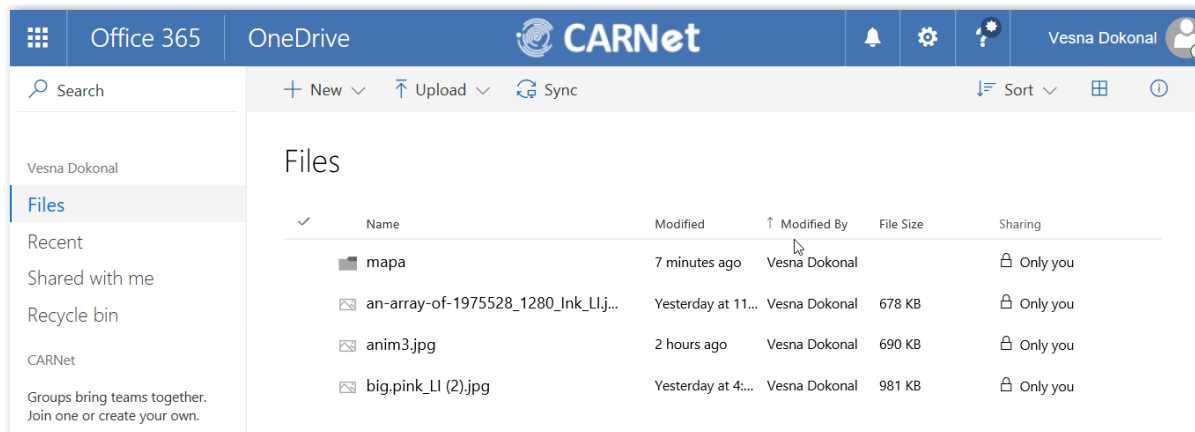 Office 365 OneDrive CARNet Vesna Dokonal
Search
New Upload Sync Sort
Vesna Dokonal
Files
Recent
Shared with me
Recycle bin
CARNet
Groups bring teams together.
Join one or create your own.
Files
Name Modified Modified By File Size Sharing
mapa 7 minutes ago Vesna Dokonal Only you
an-array-of-1975528_1280_Ink_LI.j... Yesterday at 11... Vesna Dokonal 678 KB Only you
anim3.jpg 2 hours ago Vesna Dokonal 690 KB Only you
big.pink_LI (2).jpg Yesterday at 4:... Vesna Dokonal 981 KB Only you